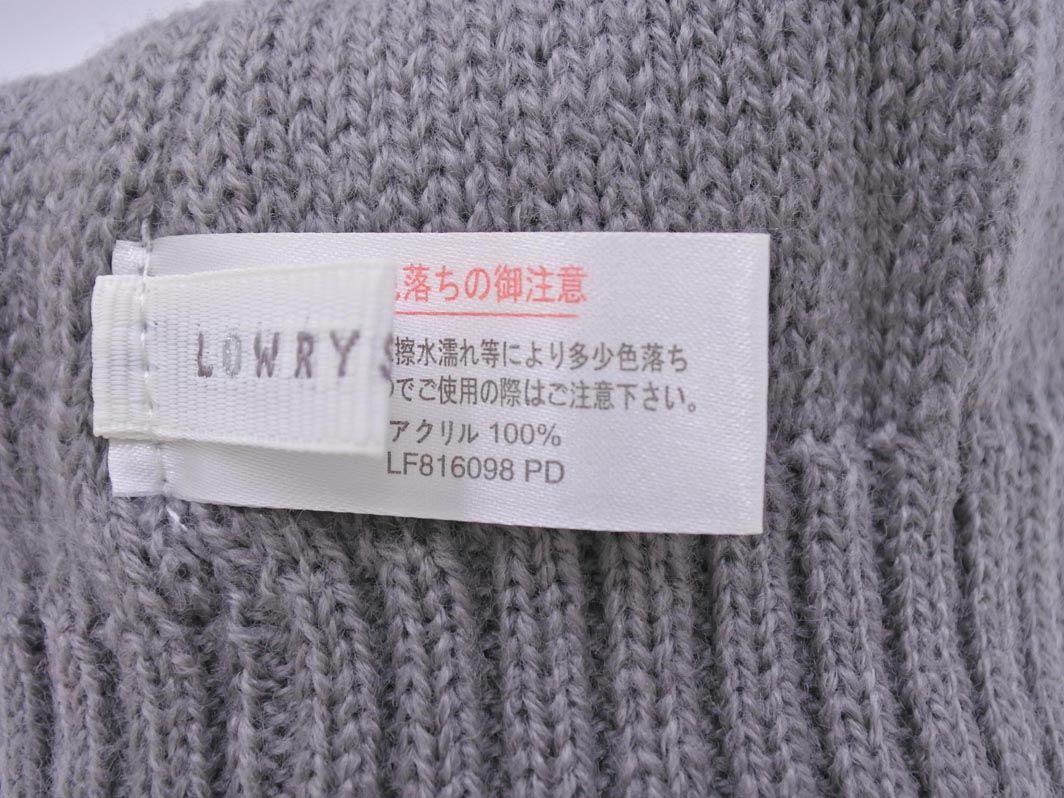 落ちの御注意
LOWRY
擦水濡れ等により多少色落ち
でご使用の際はご注意下さい。
アクリル 100%
LF816098 PD